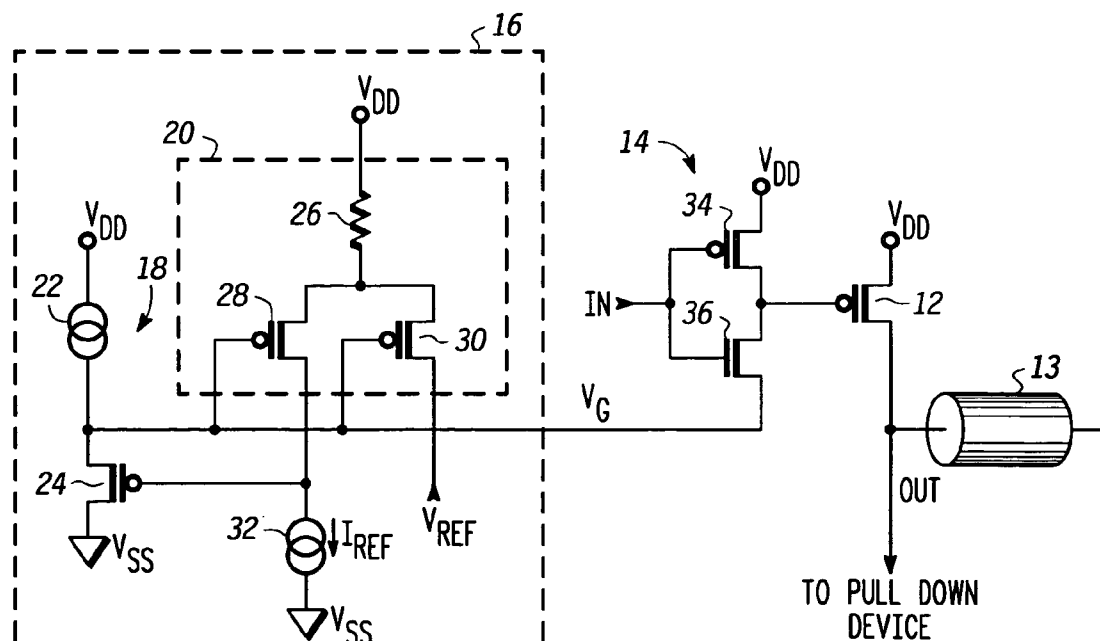 16
V_DD
20
26
14
V_DD
34
V_DD
V_DD
22
18
28
30
IN
36
12
V_G
13
24
V_SS
32
I_REF
V_REF
OUT
V_SS
TO PULL DOWN
DEVICE